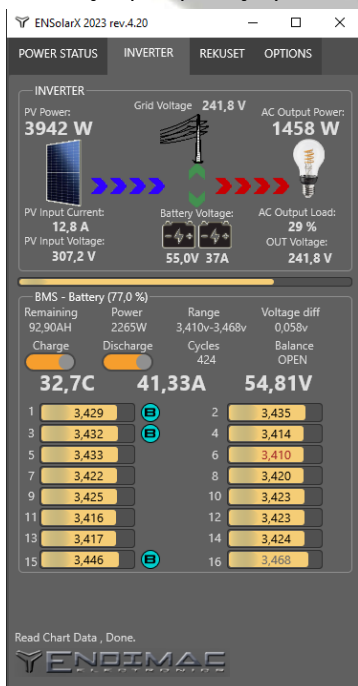 ENSolarX 2023 rev.4.20
POWER STATUS INVERTER REKUSET OPTIONS
INVERTER
PV Power: Grid Voltage 241,8 V AC Output Power:
3942 W 1458 W
PV Input Current: Battery Voltage: AC Output Load:
12,8 A 29 %
PV Input Voltage: OUT Voltage:
307,2 V 55,0V 37A 241,8 V
BMS - Battery (77,0 %)
Remaining Power Range Voltage diff
92,90AH 2265W 3,410v-3,468v 0,058v
Charge Discharge Cycles Balance
424 OPEN
32,7C 41,33A 54,81V
1 3,429 B 2 3,435
3 3,432 B 4 3,414
5 3,433 6 3,410
7 3,422 8 3,420
9 3,425 10 3,423
11 3,416 12 3,423
13 3,417 14 3,424
15 3,446 B 16 3,468
Read Chart Data , Done.
ENDIMAC
ELECTRONICS